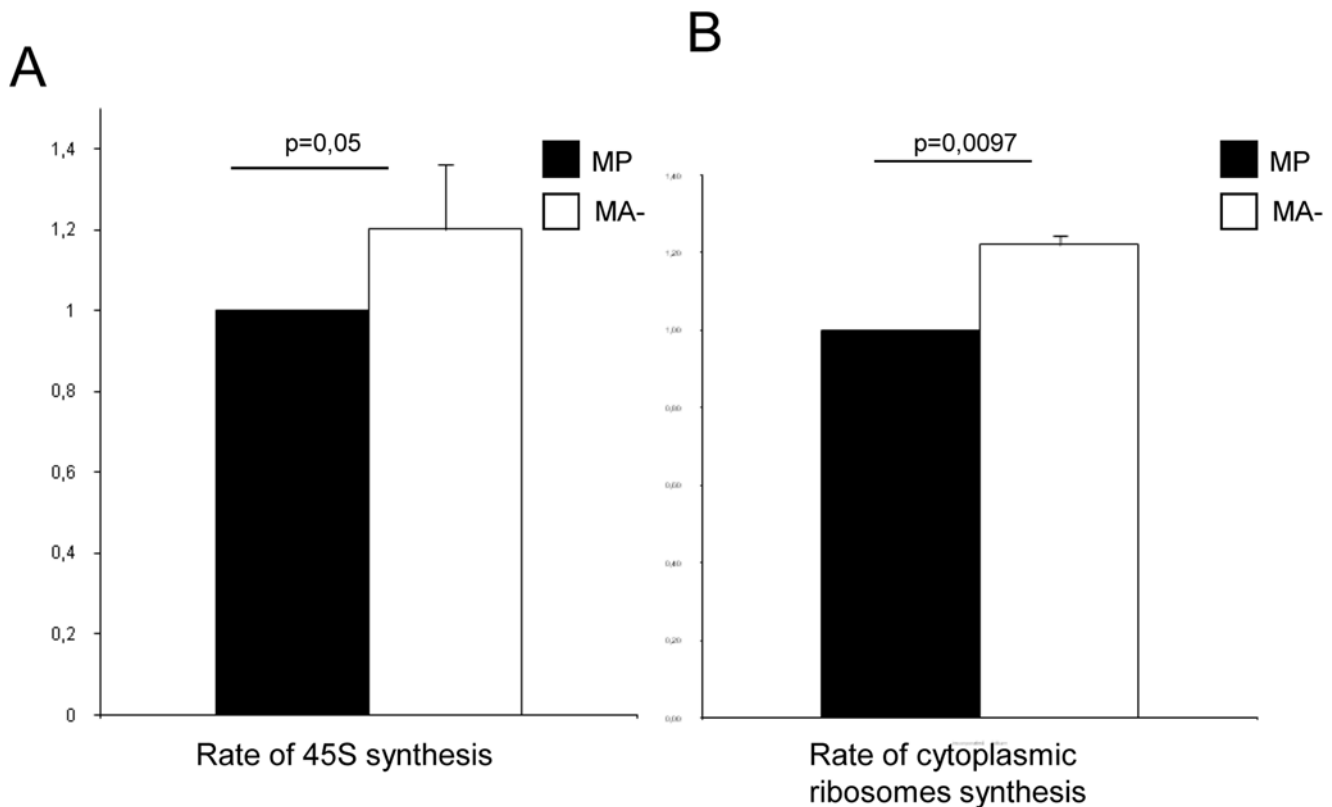 A
p=0,05
MP
MA-
1,4
1,2
1
0,8
0,6
0,4
0,2
0
Rate of 45S synthesis
B
p=0,0097
MP
MA-
1,40
1,20
1,00
0,80
0,60
0,40
0,20
0,00
Rate of cytoplasmic
ribosomes synthesis